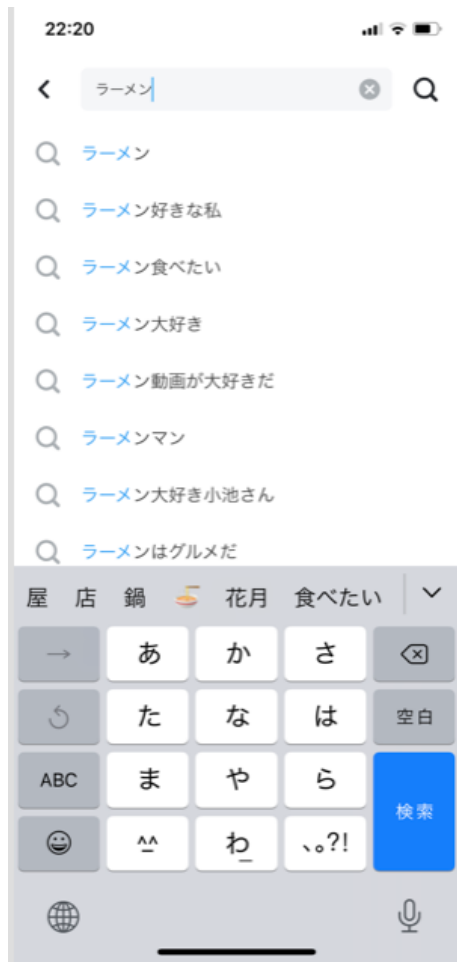 22:20
ラーメン
ラーメン
ラーメン好きな私
ラーメン食べたい
ラーメン大好き
ラーメン動画が大好きだ
ラーメンマン
ラーメン大好き小池さん
ラーメンはグルメだ
屋 店 鍋 🍜 花月 食べたい
→ あ か さ
た な は 空白
ABC ま や ら 検索
^^ わ 、。?!